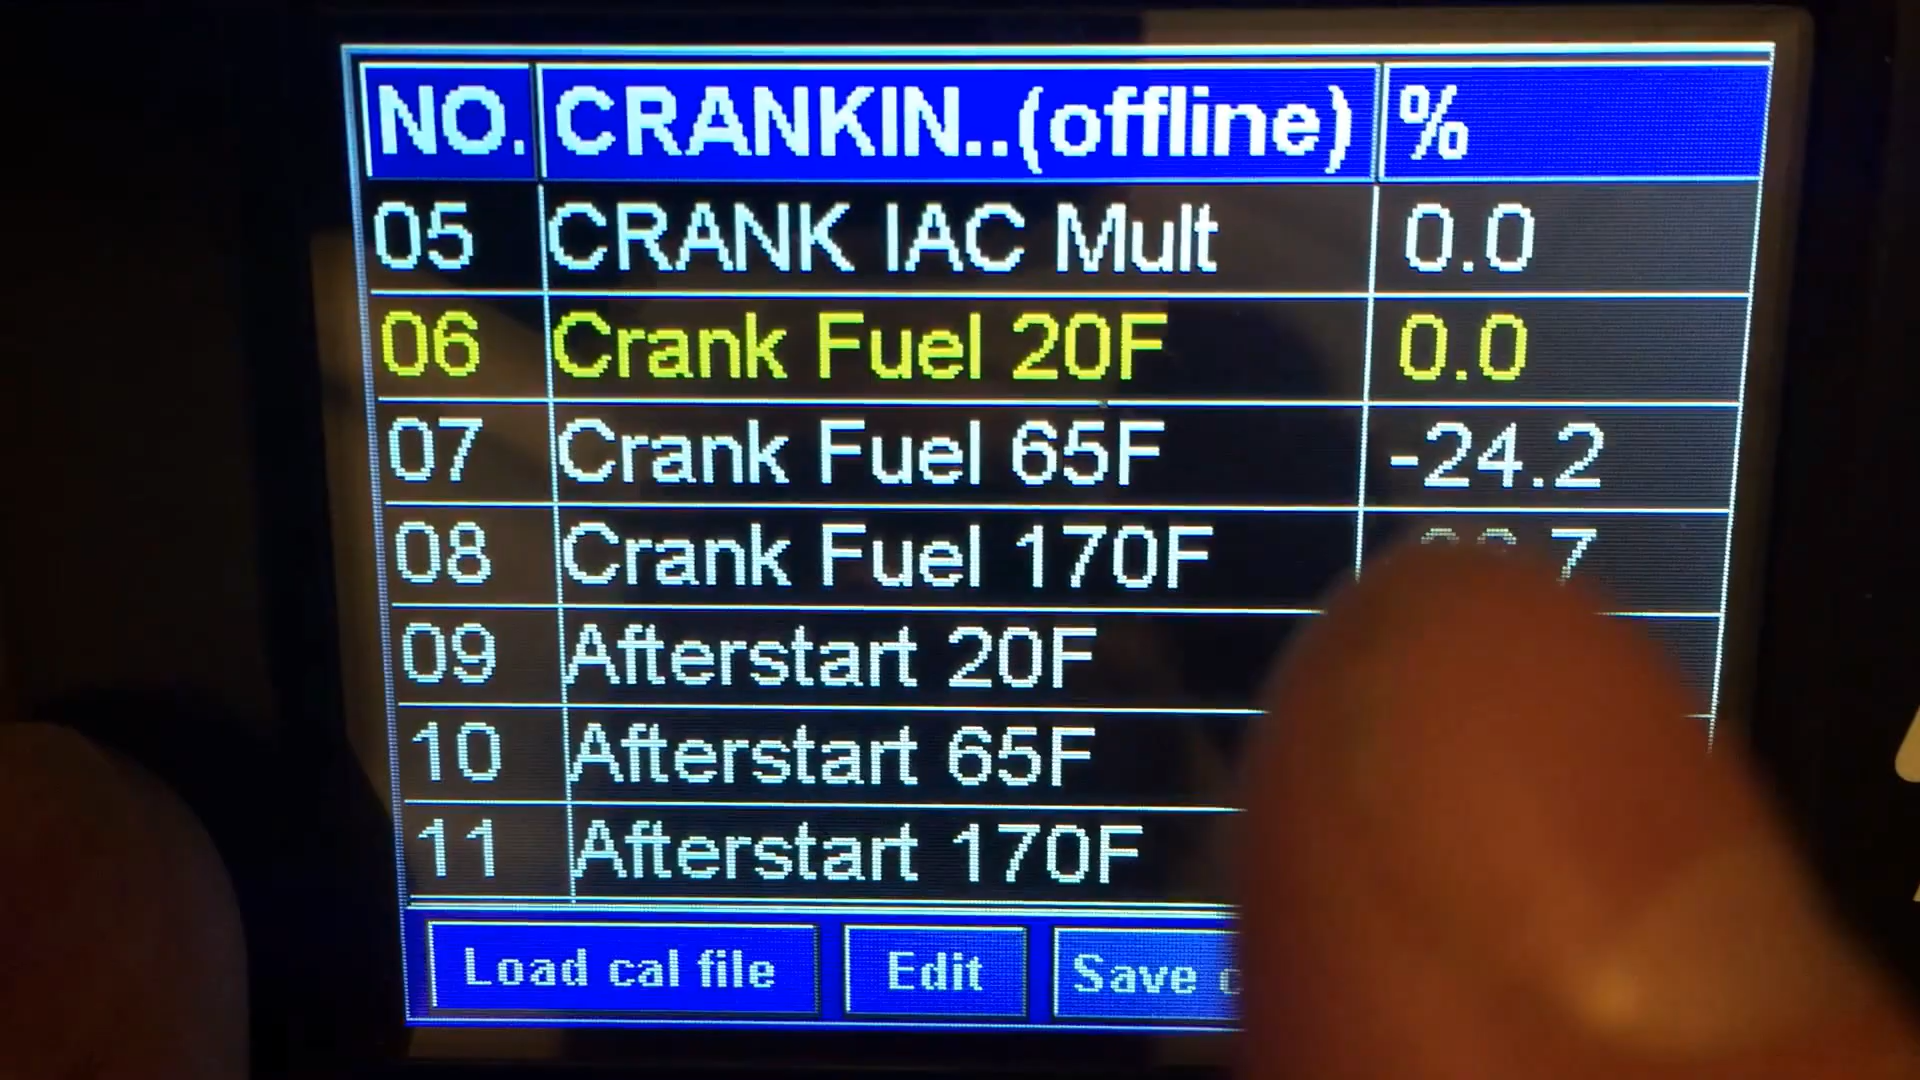 NO. CRANKIN..(offline) %
05 CRANK IAC Mult 0.0
06 Crank Fuel 20F 0.0
07 Crank Fuel 65F -24.2
08 Crank Fuel 170F
09 Afterstart 20F
10 Afterstart 65F
11 Afterstart 170F
Load cal file Edit Save